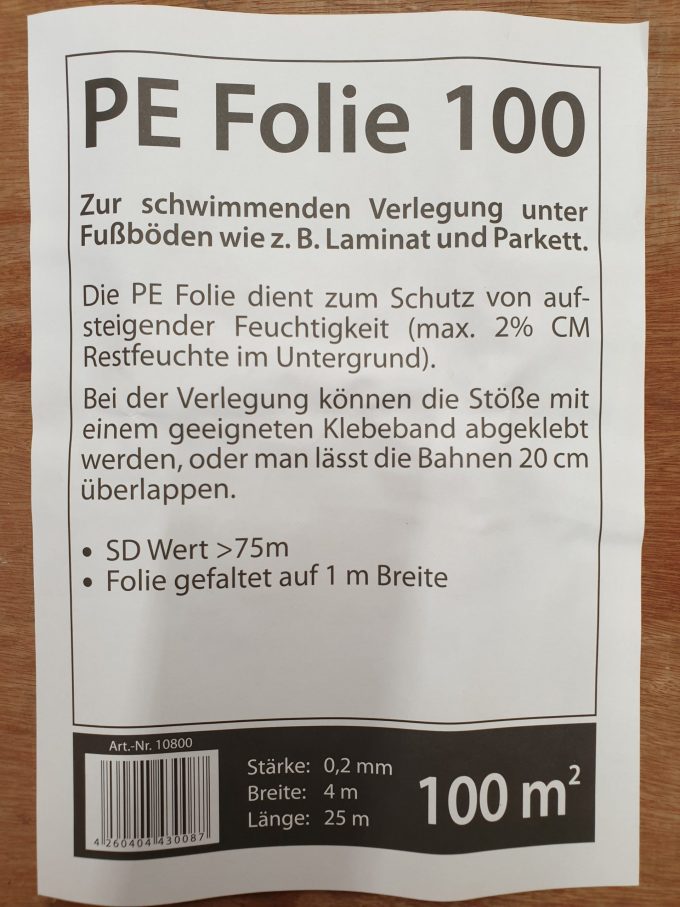 PE Folie 100
Zur schwimmenden Verlegung unter
Fußböden wie z. B. Laminat und Parkett.
Die PE Folie dient zum Schutz von auf-
steigender Feuchtigkeit (max. 2% CM
Restfeuchte im Untergrund).
Bei der Verlegung können die Stöße mit
einem geeigneten Klebeband abgeklebt
werden, oder man lässt die Bahnen 20 cm
überlappen.
• SD Wert >75m
• Folie gefaltet auf 1 m Breite
Art.-Nr. 10800
4 260404 430087
Stärke: 0,2 mm
Breite: 4 m
Länge: 25 m
100 m²